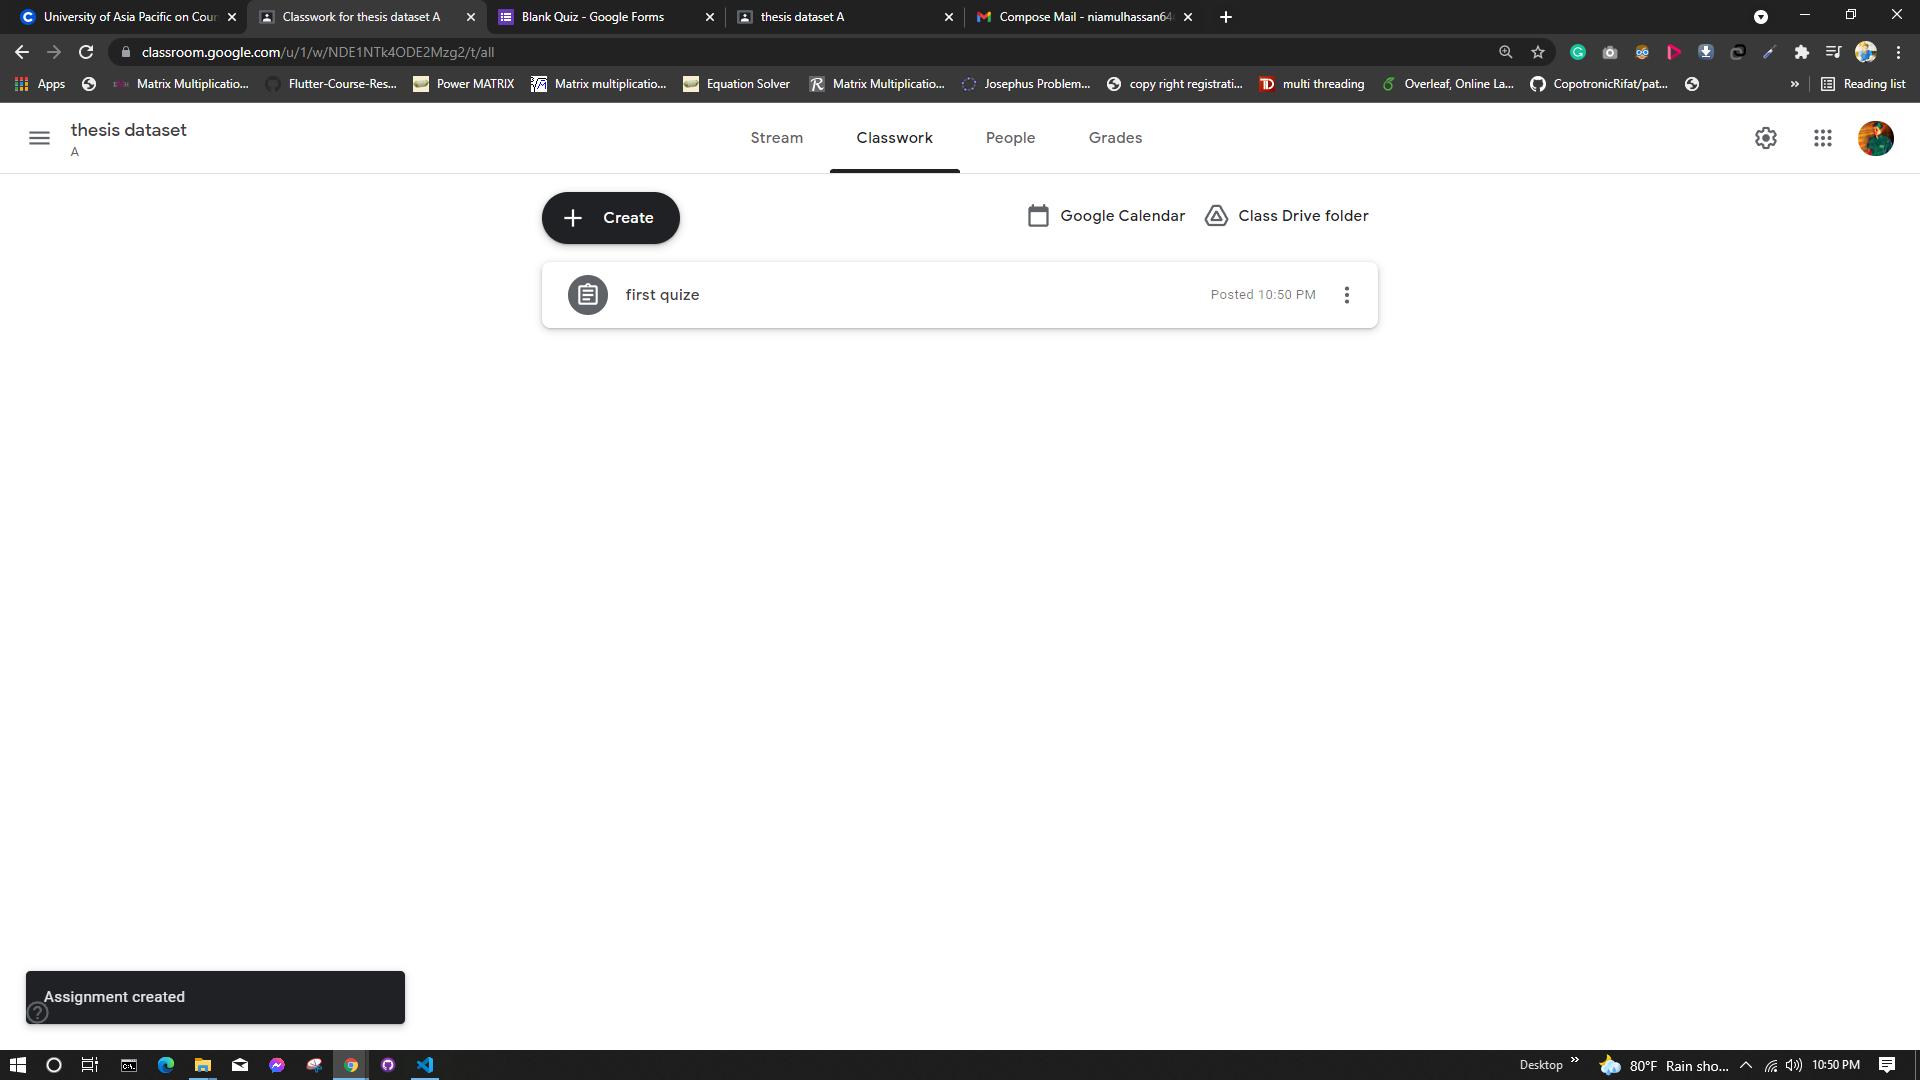 University of Asia Pacific on Cour
Classwork for thesis dataset A
Blank Quiz - Google Forms
thesis dataset A
Compose Mail - niamulhassan64
classroom.google.com/u/1/w/NDE1NTk4ODE2Mzg2/t/all
Apps
Matrix Multiplicatio...
Flutter-Course-Res...
Power MATRIX
Matrix multiplicatio...
Equation Solver
Matrix Multiplicatio...
Josephus Problem...
copy right registrati...
multi threading
Overleaf, Online La...
CopotronicRifat/pat...
»
Reading list
thesis dataset
A
Stream
Classwork
People
Grades
Create
Google Calendar
Class Drive folder
first quize
Posted 10:50 PM
Assignment created
Desktop
»
80°F Rain sho...
10:50 PM